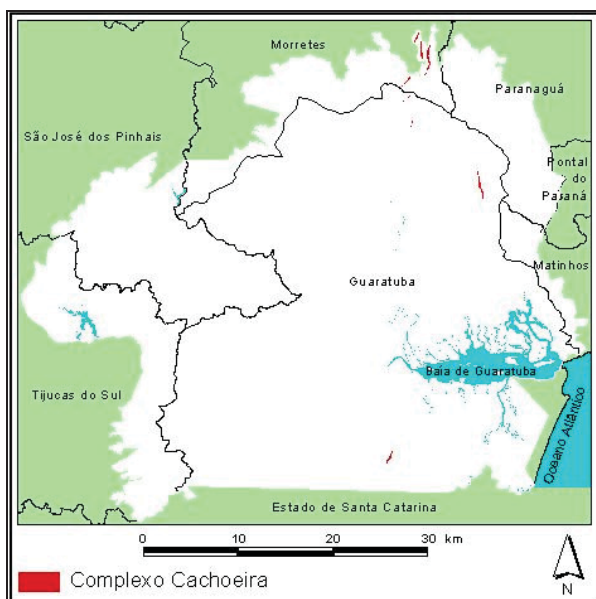 Morretes
Paranaguá
São José dos Pinhais
Pontal
do
Paraná
Matinhos
Guaratuba
Baia de Guaratuba
Tijucas do Sul
Oceano Atlântico
Estado de Santa Catarina
0 10 20 30 km
Complexo Cachoeira
N